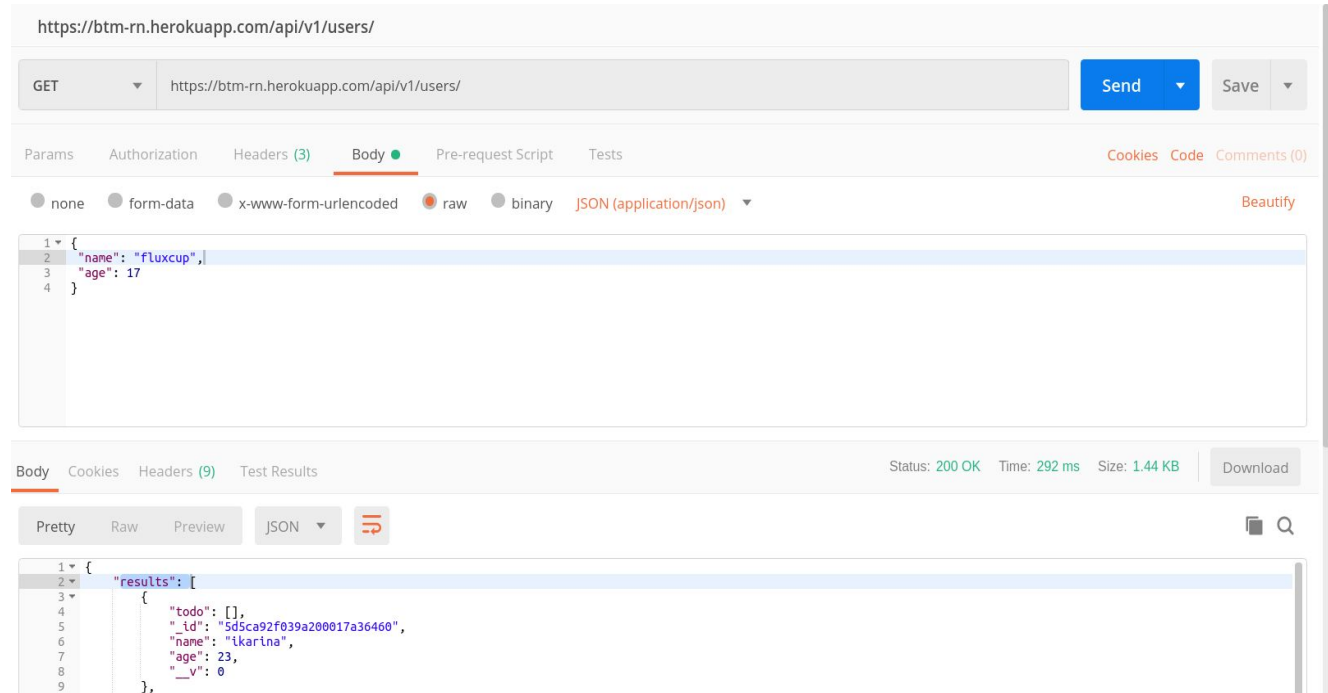 https://btm-rn.herokuapp.com/api/v1/users/
GET https://btm-rn.herokuapp.com/api/v1/users/ Send Save
Params Authorization Headers (3) Body Pre-request Script Tests Cookies Code Comments (0)
none form-data x-www-form-urlencoded raw binary JSON (application/json) Beautify
1 {
2 "name": "fluxcup",
3 "age": 17
4 }
Body Cookies Headers (9) Test Results Status: 200 OK Time: 292 ms Size: 1.44 KB Download
Pretty Raw Preview JSON
1 {
2 "results": [
3 {
4 "todo": [],
5 "_id": "5d5ca92f039a200017a36460",
6 "name": "ikarina",
7 "age": 23,
8 "__v": 0
9 },